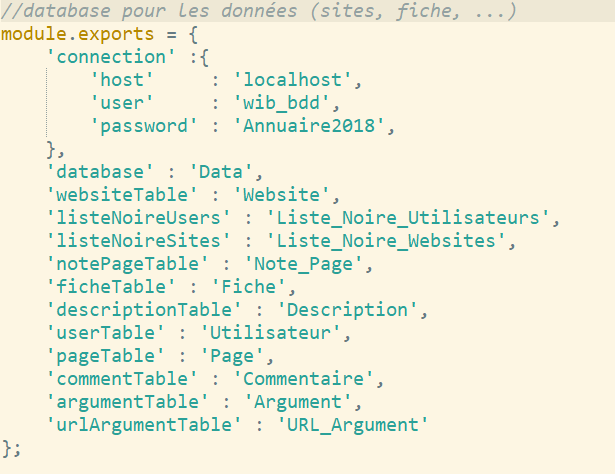 //database pour les données (sites, fiche, ...)
module.exports = {
    'connection' :{
        'host'     : 'localhost',
        'user'     : 'wib_bdd',
        'password' : 'Annuaire2018',
    },
    'database' : 'Data',
    'websiteTable' : 'Website',
    'listeNoireUsers' : 'Liste_Noire_Utilisateurs',
    'listeNoireSites' : 'Liste_Noire_Websites',
    'notePageTable' : 'Note_Page',
    'ficheTable' : 'Fiche',
    'descriptionTable' : 'Description',
    'userTable' : 'Utilisateur',
    'pageTable' : 'Page',
    'commentTable' : 'Commentaire',
    'argumentTable' : 'Argument',
    'urlArgumentTable' : 'URL_Argument'
};